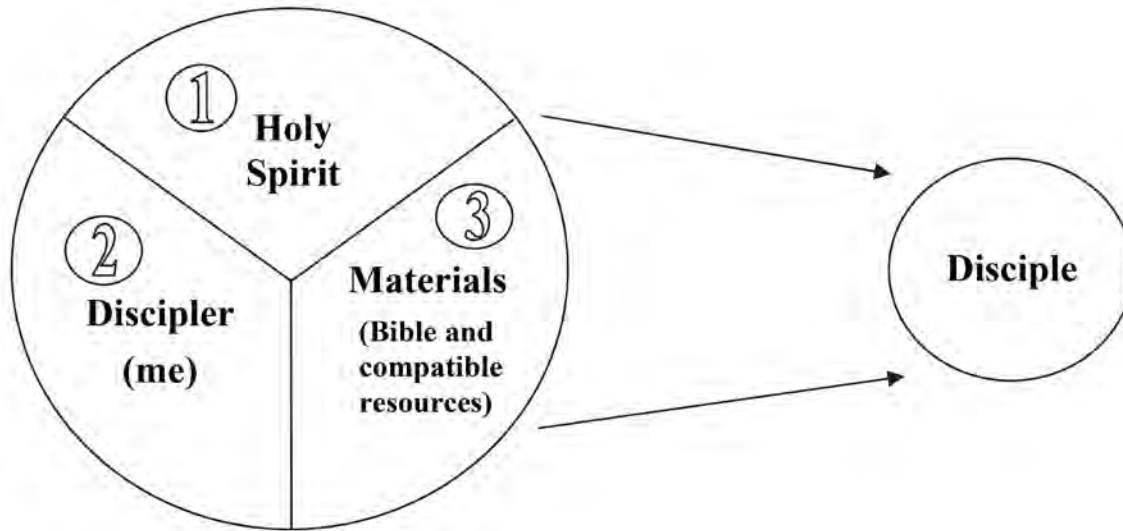 1
Holy
Spirit
2
Discipler
(me)
3
Materials
(Bible and
compatible
resources)
Disciple